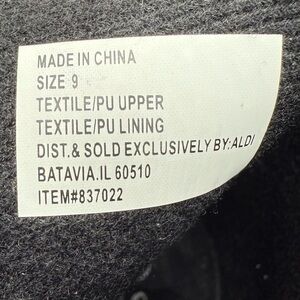 MADE IN CHINA
SIZE 9
TEXTILE/PU UPPER
TEXTILE/PU LINING
DIST.& SOLD EXCLUSIVELY BY:ALDI
BATAVIA.IL 60510
ITEM#837022